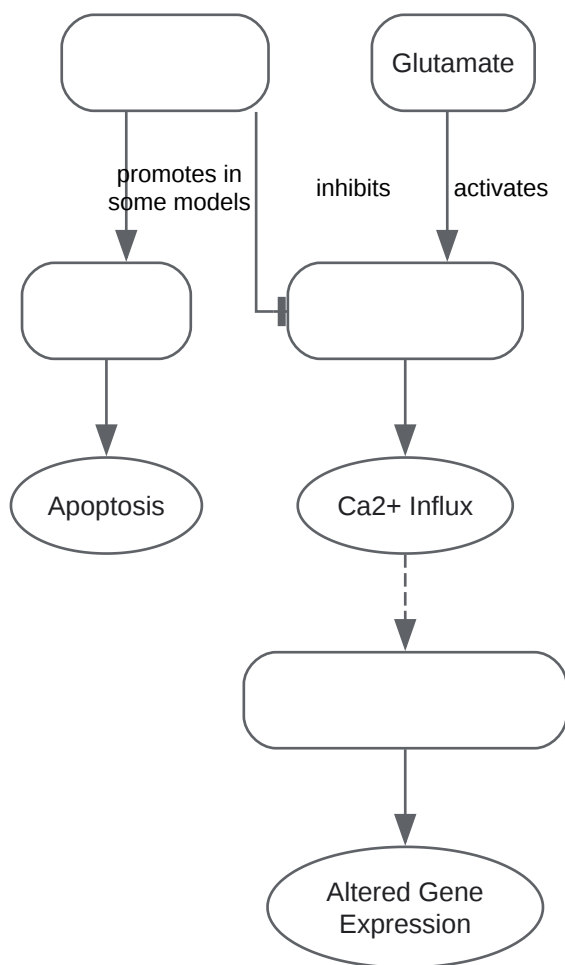 Glutamate
promotes in
some models
inhibits
activates
Apoptosis
Ca2+ Influx
Altered Gene
Expression